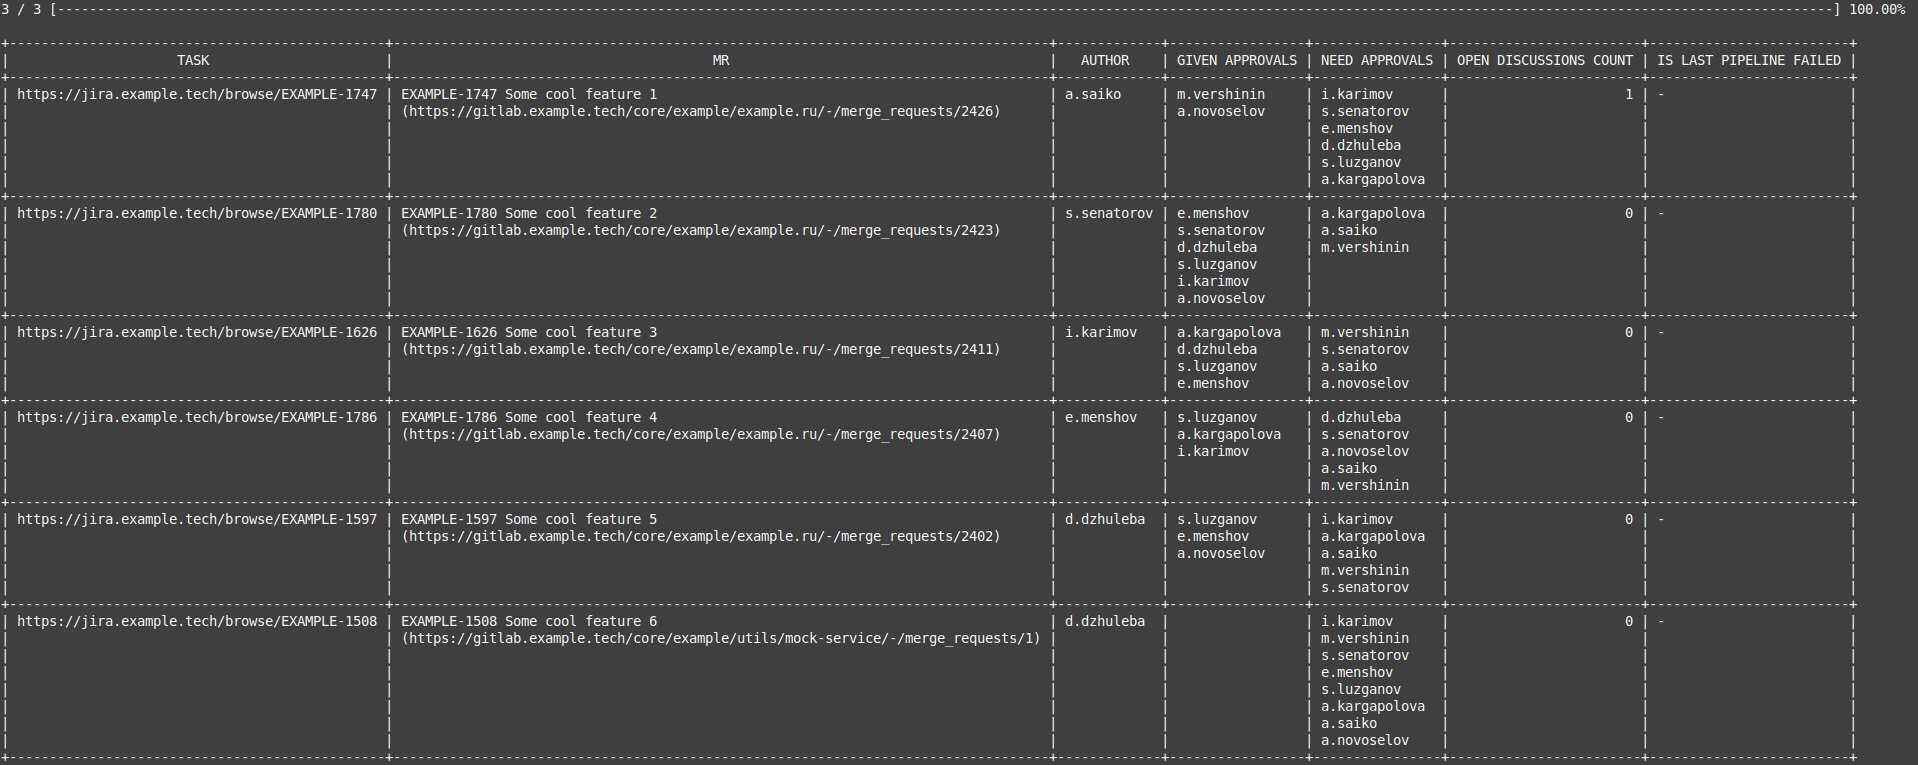 3 / 3 [------------------------------------------------------------------------------------------------------------------------------------------------------------------------------------------------------------------------------] 100.00%
TASK | MR | AUTHOR | GIVEN APPROVALS | NEED APPROVALS | OPEN DISCUSSIONS COUNT | IS LAST PIPELINE FAILED
https://jira.example.tech/browse/EXAMPLE-1747 | EXAMPLE-1747 Some cool feature 1 | a.saiko | m.vershinin | i.karimov | 1 | -
(https://gitlab.example.tech/core/example/example.ru/-/merge_requests/2426) | a.novoselov | s.senatorov
e.menshov
d.dzhuleba
s.luzganov
a.kargapolova
https://jira.example.tech/browse/EXAMPLE-1780 | EXAMPLE-1780 Some cool feature 2 | s.senatorov | e.menshov | a.kargapolova | 0 | -
(https://gitlab.example.tech/core/example/example.ru/-/merge_requests/2423) | s.senatorov | a.saiko
d.dzhuleba | m.vershinin
s.luzganov
i.karimov
a.novoselov
https://jira.example.tech/browse/EXAMPLE-1626 | EXAMPLE-1626 Some cool feature 3 | i.karimov | a.kargapolova | m.vershinin | 0 | -
(https://gitlab.example.tech/core/example/example.ru/-/merge_requests/2411) | d.dzhuleba | s.senatorov
s.luzganov | a.saiko
e.menshov | a.novoselov
https://jira.example.tech/browse/EXAMPLE-1786 | EXAMPLE-1786 Some cool feature 4 | e.menshov | s.luzganov | d.dzhuleba | 0 | -
(https://gitlab.example.tech/core/example/example.ru/-/merge_requests/2407) | a.kargapolova | s.senatorov
i.karimov | a.novoselov
a.saiko
m.vershinin
https://jira.example.tech/browse/EXAMPLE-1597 | EXAMPLE-1597 Some cool feature 5 | d.dzhuleba | s.luzganov | i.karimov | 0 | -
(https://gitlab.example.tech/core/example/example.ru/-/merge_requests/2402) | e.menshov | a.kargapolova
a.novoselov | a.saiko
m.vershinin
s.senatorov
https://jira.example.tech/browse/EXAMPLE-1508 | EXAMPLE-1508 Some cool feature 6 | d.dzhuleba | | i.karimov | 0 | -
(https://gitlab.example.tech/core/example/utils/mock-service/-/merge_requests/1) | m.vershinin
s.senatorov
e.menshov
s.luzganov
a.kargapolova
a.saiko
a.novoselov